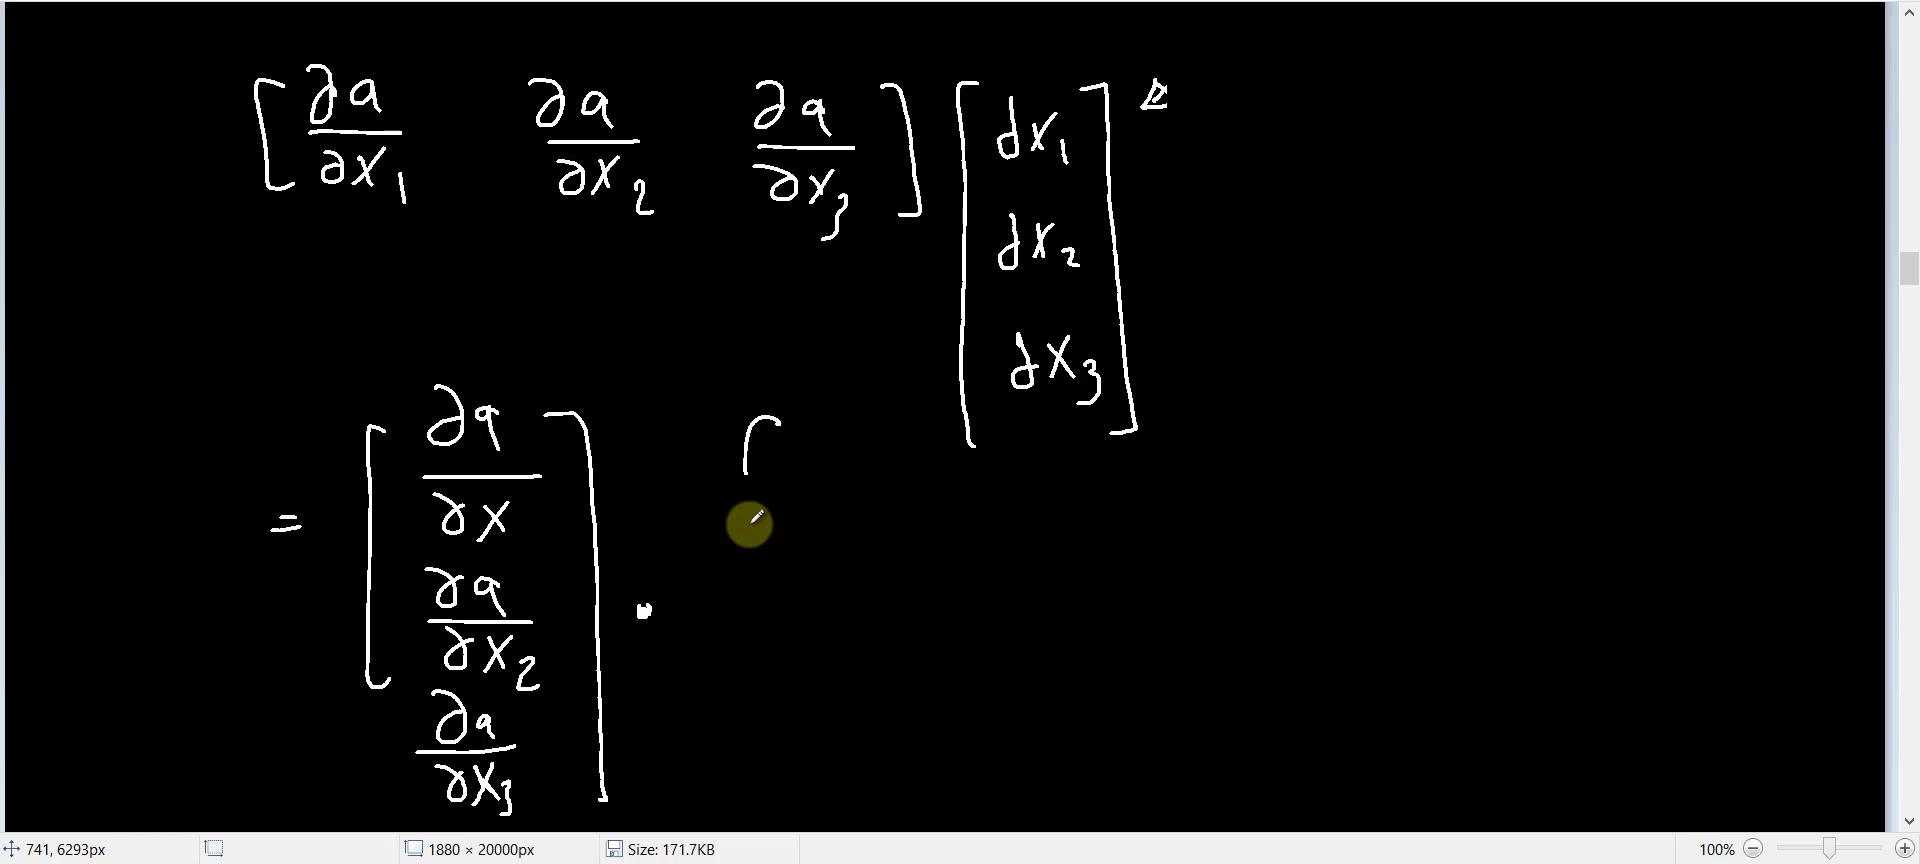 [∂a/∂x₁ ∂a/∂x₂ ∂a/∂x₃] [dx₁
dx₂
dx₃]
= [∂a/∂x
∂a/∂x₂
∂a/∂x₃] ·
741, 6293px 1880 × 20000px Size: 171.7KB 100%